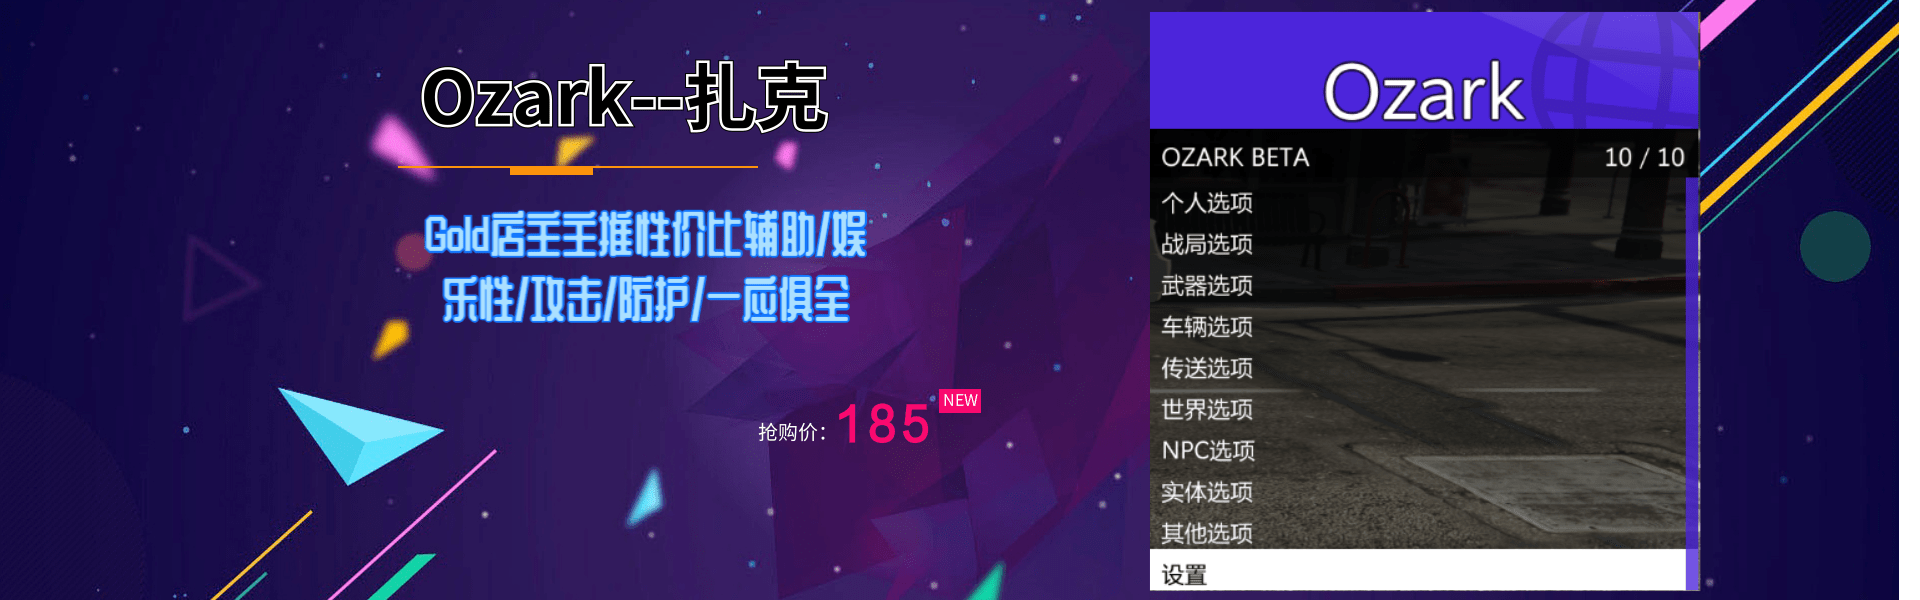 Ozark--扎克
Gold店主主推性价比辅助/娱
乐性/攻击/防护/一应俱全
抢购价：185
NEW
Ozark
OZARK BETA 10 / 10
个人选项
战局选项
武器选项
车辆选项
传送选项
世界选项
NPC选项
实体选项
其他选项
设置